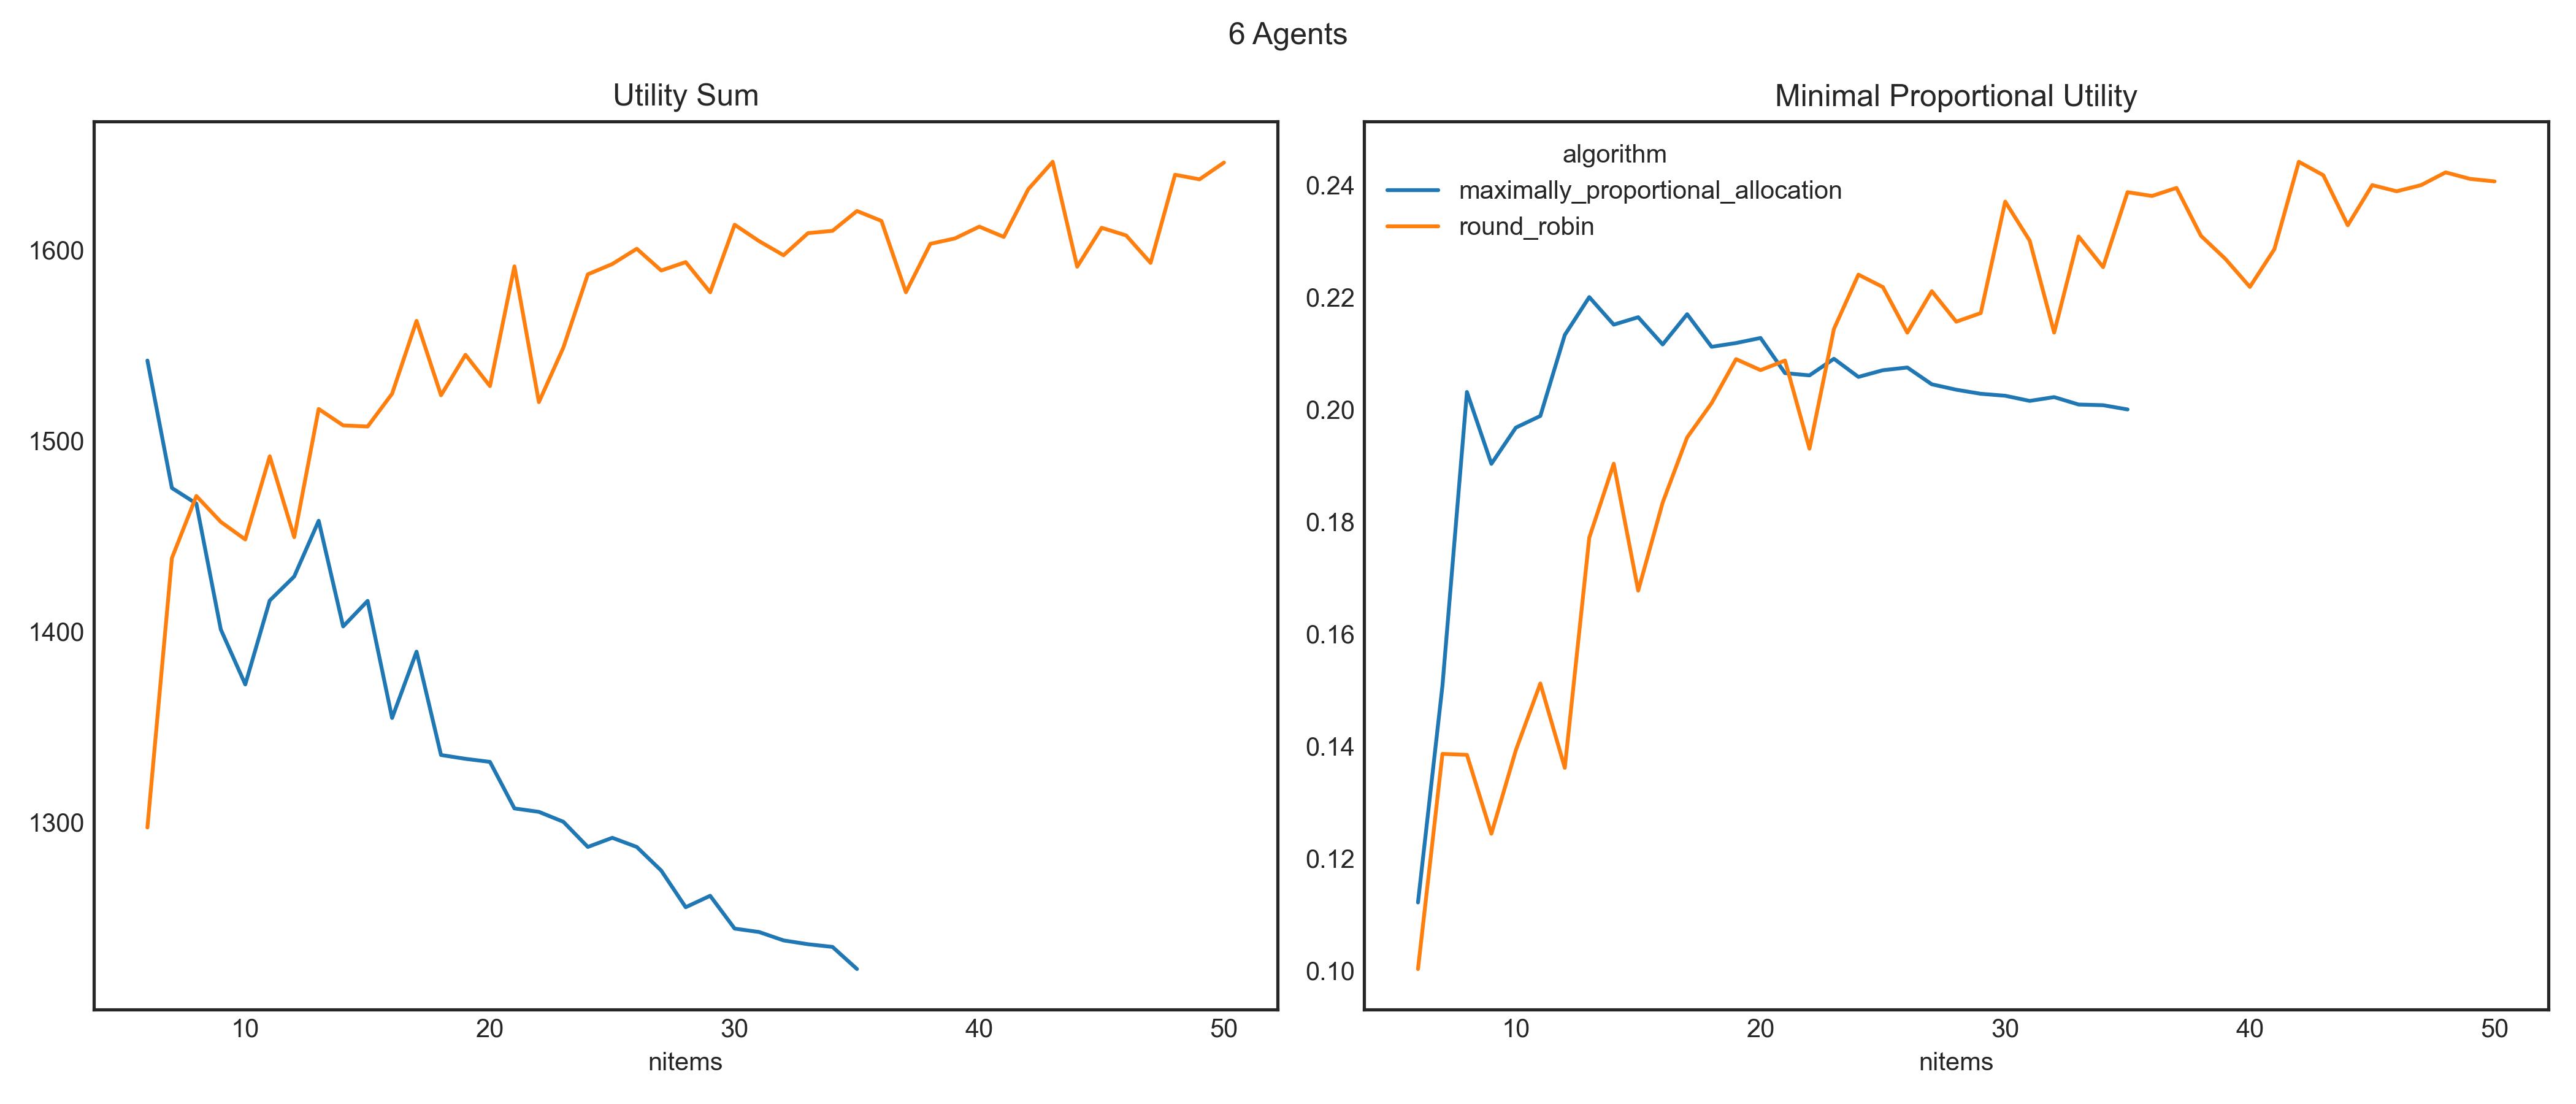 6 Agents
Utility Sum
1600
1500
1400
1300
10 20 30 40 50
nitems
Minimal Proportional Utility
algorithm
maximally_proportional_allocation
round_robin
0.24
0.22
0.20
0.18
0.16
0.14
0.12
0.10
10 20 30 40 50
nitems